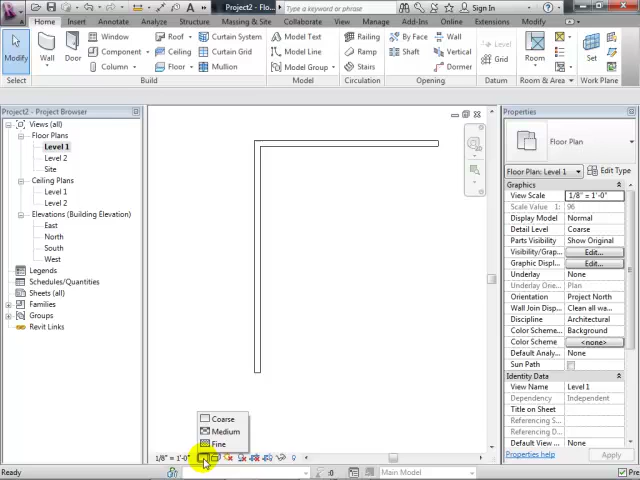 Project2 - Flo...
Type a keyword or phrase
Home Insert Annotate Analyze Structure Massing & Site Collaborate View Manage Add-Ins Online Extensions Modify
Modify
Wall
Door
Window
Component
Column
Roof
Ceiling
Floor
Curtain System
Curtain Grid
Mullion
Model Text
Model Line
Model Group
Railing
Ramp
Stairs
By Face
Shaft
Wall
Vertical
Dormer
Level
Grid
Room
Set
Select
Build
Model
Circulation
Opening
Datum
Room & Area
Work Plane
Project2 - Project Browser
Views (all)
Floor Plans
Level 1
Level 2
Site
Ceiling Plans
Level 1
Level 2
Elevations (Building Elevation)
East
North
South
West
Legends
Schedules/Quantities
Sheets (all)
Families
Groups
Revit Links
Coarse
Medium
Fine
1/8" = 1'-0"
Properties
Floor Plan
Floor Plan: Level 1
Edit Type
Graphics
View Scale 1/8" = 1'-0"
Scale Value 1: 96
Display Model Normal
Detail Level Coarse
Parts Visibility Show Original
Visibility/Grap... Edit...
Graphic Displ... Edit...
Underlay None
Underlay Orie... Plan
Orientation Project North
Wall Join Displ... Clean all wa...
Discipline Architectural
Color Scheme... Background
Color Scheme <none>
Default Analy... None
Sun Path
Identity Data
View Name Level 1
Dependency Independent
Title on Sheet
Referencing ...
Referencing ...
Default View ... None
Properties help
Apply
Ready
:0
Main Model
Press